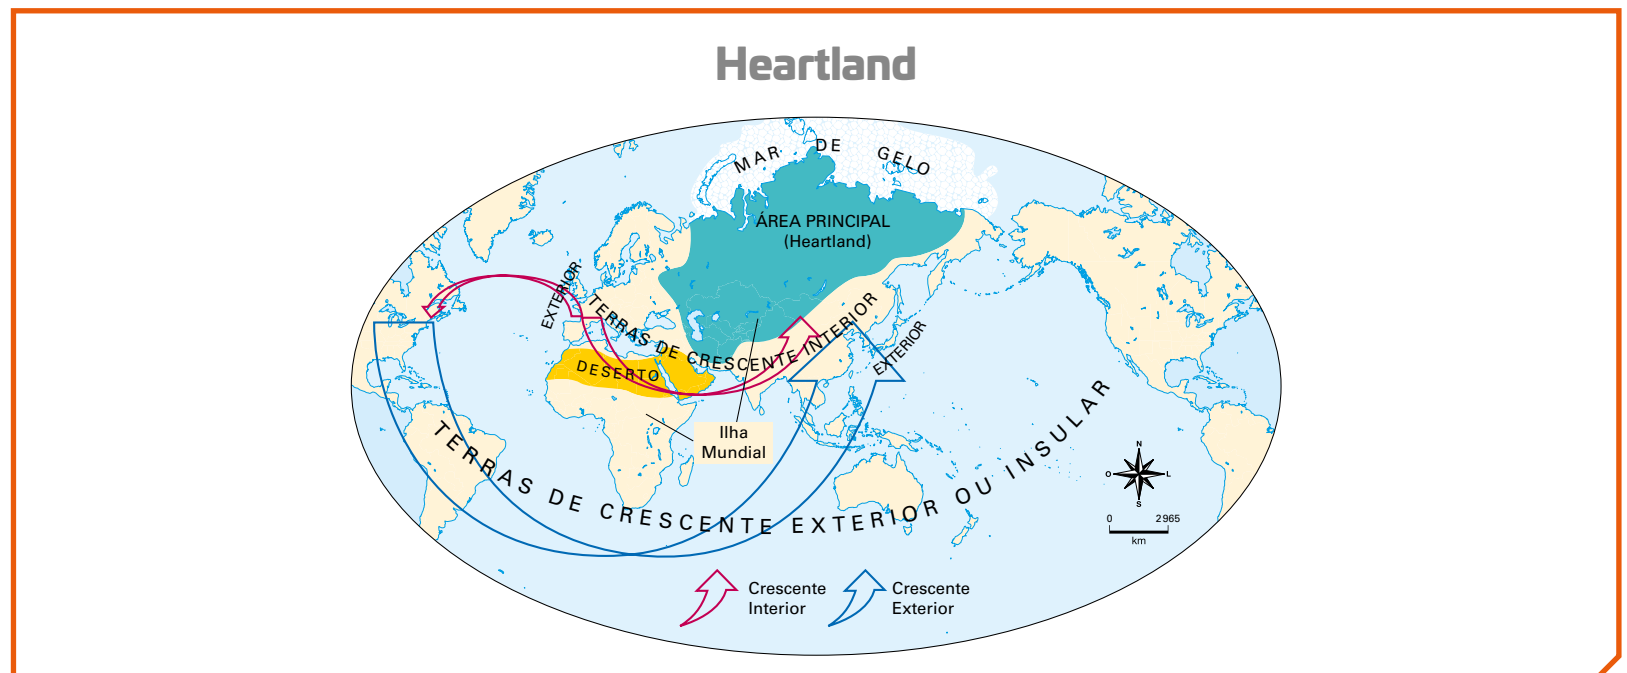 Heartland
MAR DE GELO
ÁREA PRINCIPAL
(Heartland)
EXTERIOR
TERRAS DE CRESCENTE INTERIOR
EXTERIOR
DESERTO
Ilha
Mundial
TERRAS DE CRESCENTE EXTERIOR OU INSULAR
N
O
L
S
0 2965
km
Crescente
Interior
Crescente
Exterior